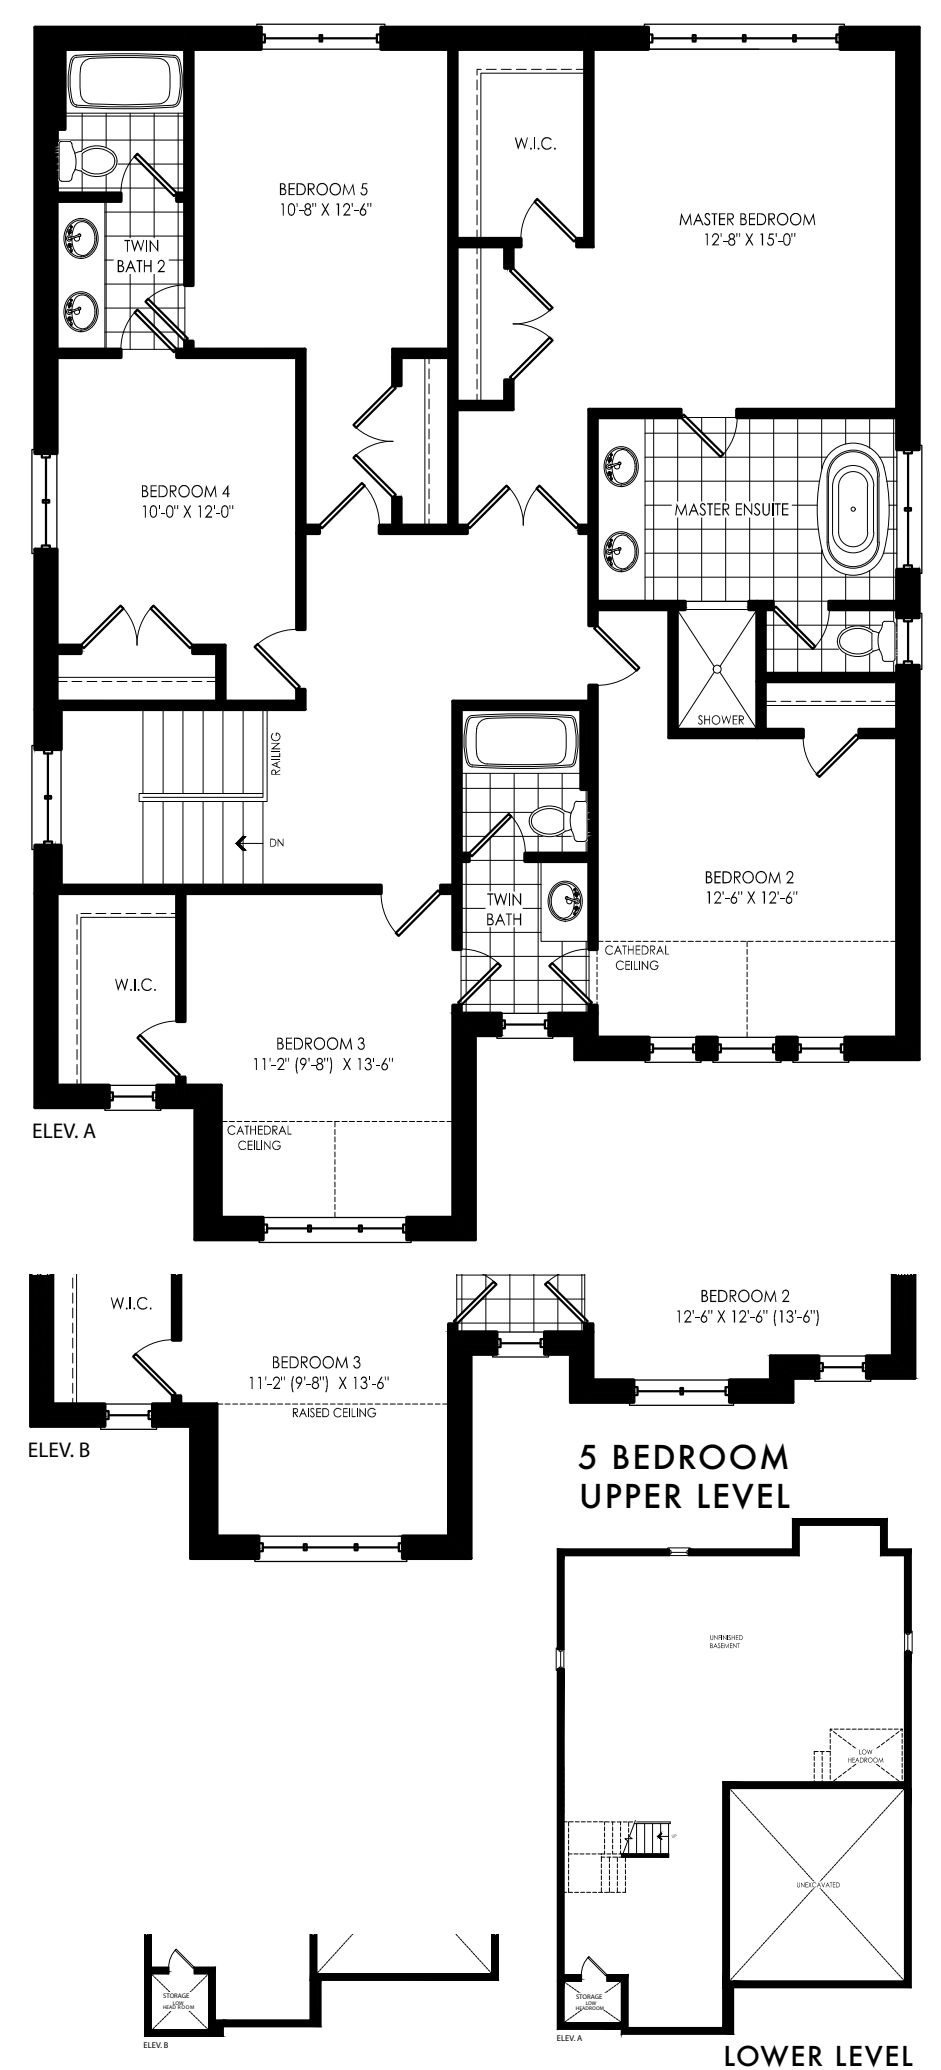 W.I.C.
BEDROOM 5
10'-8" X 12'-6"
MASTER BEDROOM
12'-8" X 15'-0"
TWIN
BATH 2
BEDROOM 4
10'-0" X 12'-0"
MASTER ENSUITE
SHOWER
RAILING
DN
BEDROOM 2
12'-6" X 12'-6"
TWIN
BATH
CATHEDRAL
CEILING
W.I.C.
BEDROOM 3
11'-2" (9'-8") X 13'-6"
CATHEDRAL
CEILING
ELEV. A
W.I.C.
BEDROOM 2
12'-6" X 12'-6" (13'-6")
BEDROOM 3
11'-2" (9'-8") X 13'-6"
RAISED CEILING
ELEV. B
5 BEDROOM
UPPER LEVEL
UNFINISHED
BASEMENT
LOW
HEADROOM
UNEXCAVATED
STORAGE
LOW
HEAD ROOM
ELEV. B
STORAGE
LOW
HEADROOM
ELEV. A
LOWER LEVEL